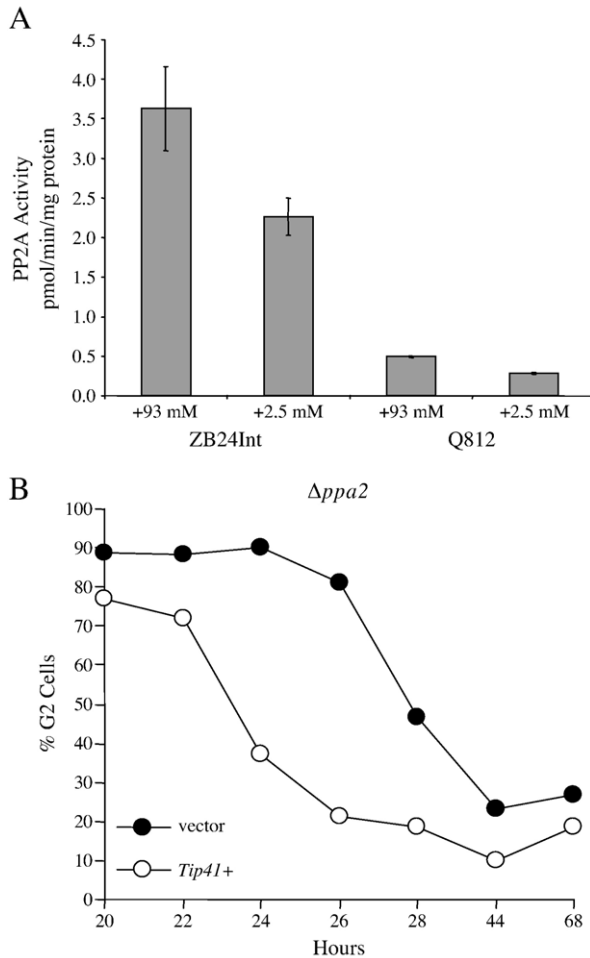 A
PP2A Activity
pmol/min/mg protein
4.5
4.0
3.5
3.0
2.5
2.0
1.5
1.0
0.5
0.0
+93 mM +2.5 mM +93 mM +2.5 mM
ZB24Int Q812
B
Δppa2
% G2 Cells
100
90
80
70
60
50
40
30
20
10
0
vector
Tip41+
20 22 24 26 28 44 68
Hours